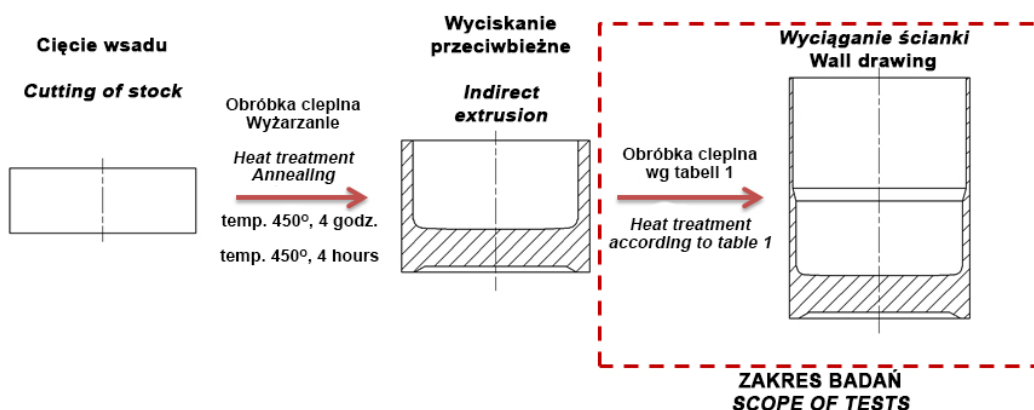 Cięcie wsadu
Cutting of stock
Obróbka cieplna
Wyżarzanie
Heat treatment
Annealing
temp. 450º, 4 godz.
temp. 450º, 4 hours
Wyciskanie
przeciwbieżne
Indirect
extrusion
Obróbka cieplna
wg tabeli 1
Heat treatment
according to table 1
Wyciąganie ścianki
Wall drawing
ZAKRES BADAŃ
SCOPE OF TESTS